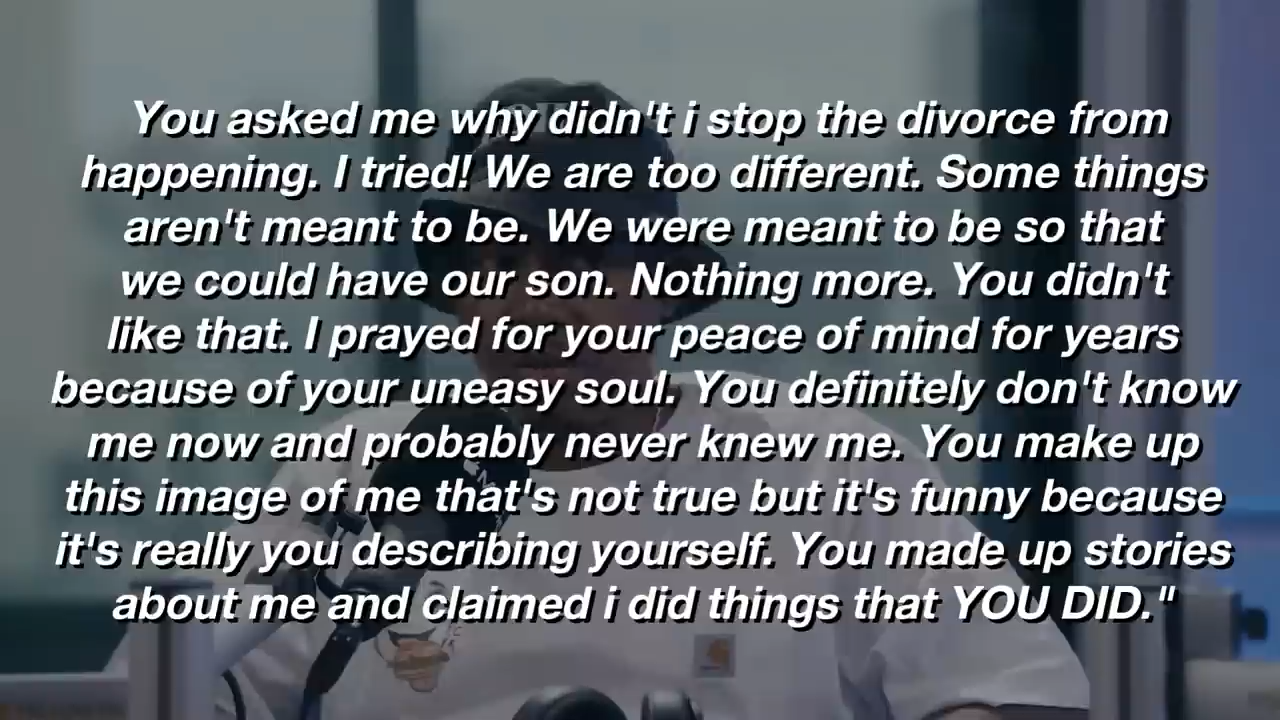 You asked me why didn't i stop the divorce from
happening. I tried! We are too different. Some things
aren't meant to be. We were meant to be so that
we could have our son. Nothing more. You didn't
like that. I prayed for your peace of mind for years
because of your uneasy soul. You definitely don't know
me now and probably never knew me. You make up
this image of me that's not true but it's funny because
it's really you describing yourself. You made up stories
about me and claimed i did things that YOU DID."